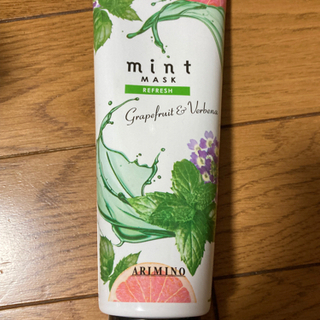 mint
MASK
REFRESH
Grapefruit & Verbena
ARIMINO